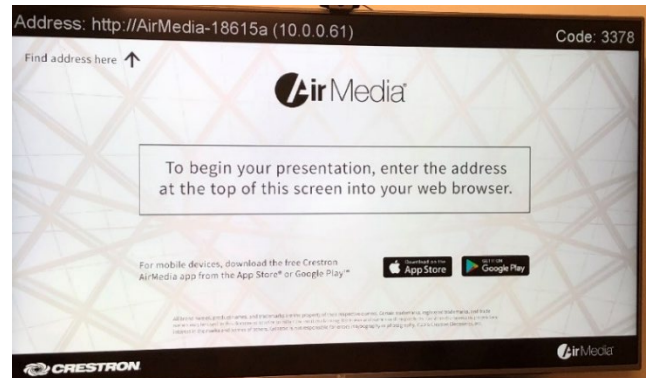 Address: http://AirMedia-18615a (10.0.0.61)
Code: 3378
Find address here
AirMedia
To begin your presentation, enter the address
at the top of this screen into your web browser.
For mobile devices, download the free Crestron
AirMedia app from the App Store® or Google Play™
Download on the
App Store
GET IT ON
Google Play
CRESTRON
AirMedia